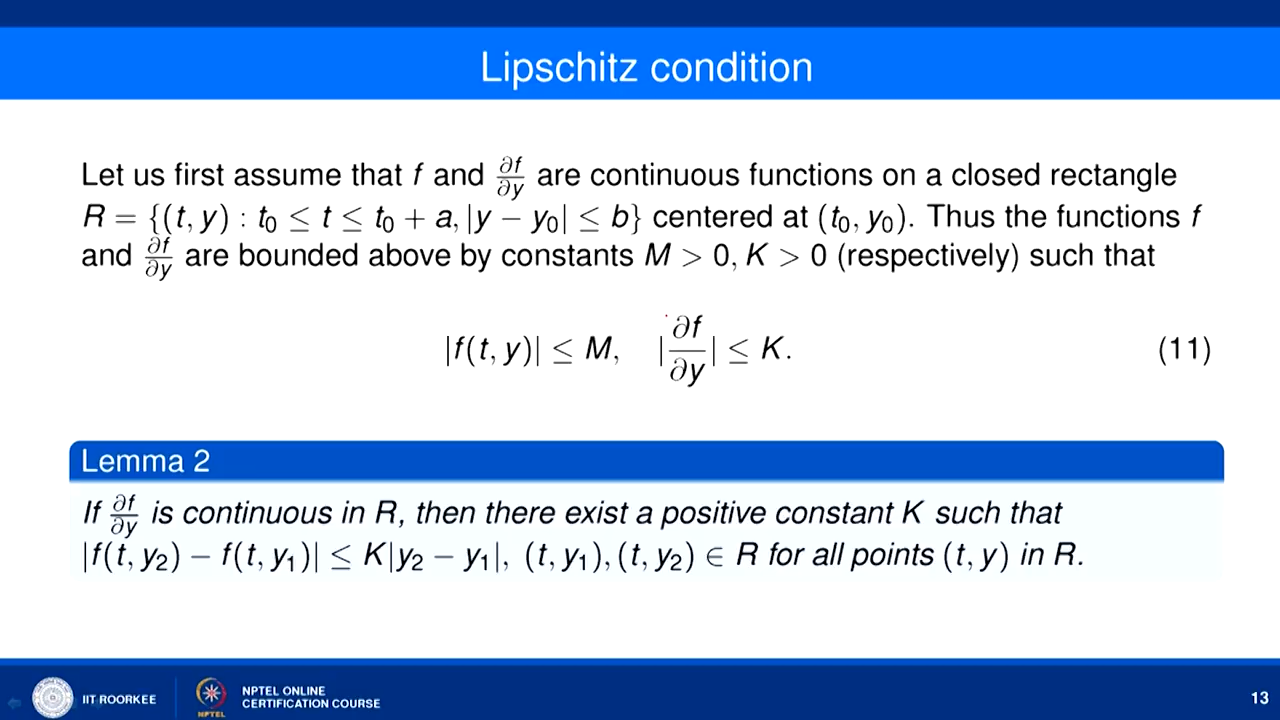 Lipschitz condition
Let us first assume that f and ∂f/∂y are continuous functions on a closed rectangle
R = {(t, y) : t₀ ≤ t ≤ t₀ + a, |y − y₀| ≤ b} centered at (t₀, y₀). Thus the functions f
and ∂f/∂y are bounded above by constants M > 0, K > 0 (respectively) such that
|f(t, y)| ≤ M, |∂f/∂y| ≤ K. (11)
Lemma 2
If ∂f/∂y is continuous in R, then there exist a positive constant K such that
|f(t, y₂) − f(t, y₁)| ≤ K|y₂ − y₁|, (t, y₁), (t, y₂) ∈ R for all points (t, y) in R.
IIT ROORKEE
NPTEL
NPTEL ONLINE
CERTIFICATION COURSE
13